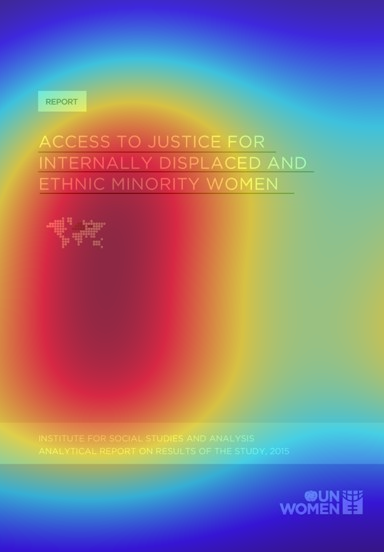 REPORT
ACCESS TO JUSTICE FOR
INTERNALLY DISPLACED AND
ETHNIC MINORITY WOMEN
INSTITUTE FOR SOCIAL STUDIES AND ANALYSIS
ANALYTICAL REPORT ON RESULTS OF THE STUDY, 2015
UN
WOMEN